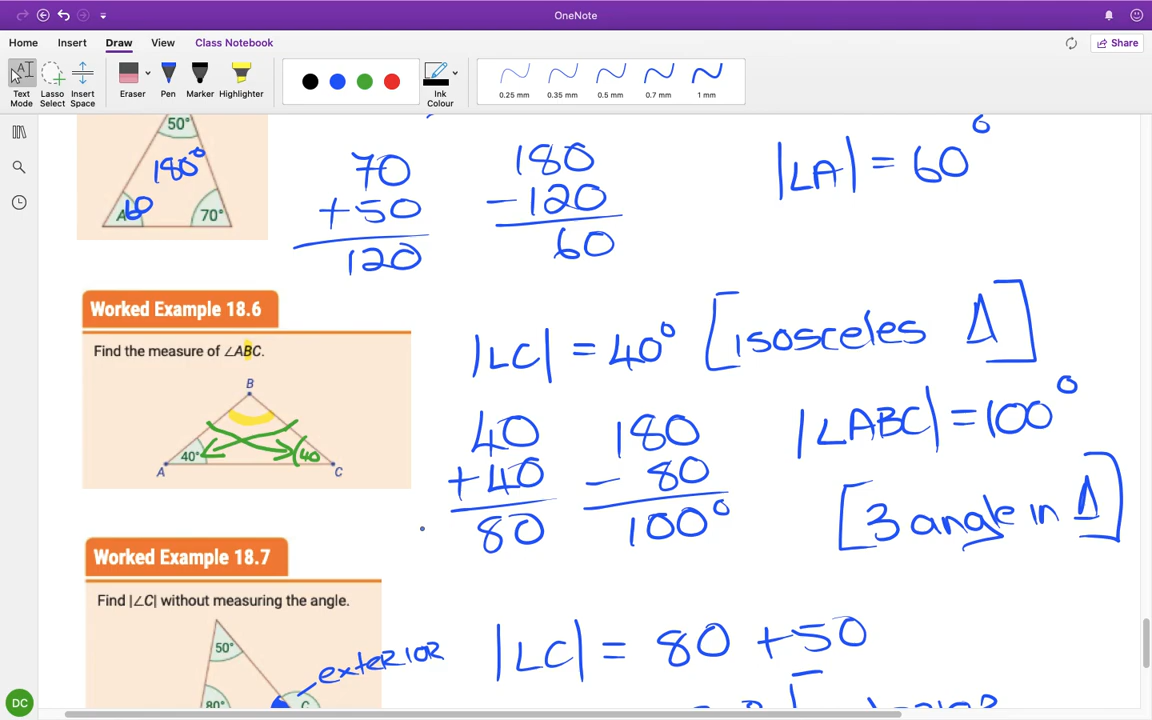 OneNote
Home Insert Draw View Class Notebook
Share
Text Mode
Lasso Select
Insert Space
Eraser
Pen
Marker
Highlighter
Ink Colour
0.25 mm 0.35 mm 0.5 mm 0.7 mm 1 mm
50°
180°
A 60
70°
70
+50
120
180
-120
60
|∠A| = 60°
Worked Example 18.6
Find the measure of ∠ABC.
B
40°
40
A
C
|∠C| = 40° [isosceles Δ]
40
+40
80
180
- 80
100°
|∠ABC| = 100°
[3 angle in Δ]
Worked Example 18.7
Find |∠C| without measuring the angle.
50°
80°
C
exterior
|∠C| = 80 + 50
DC